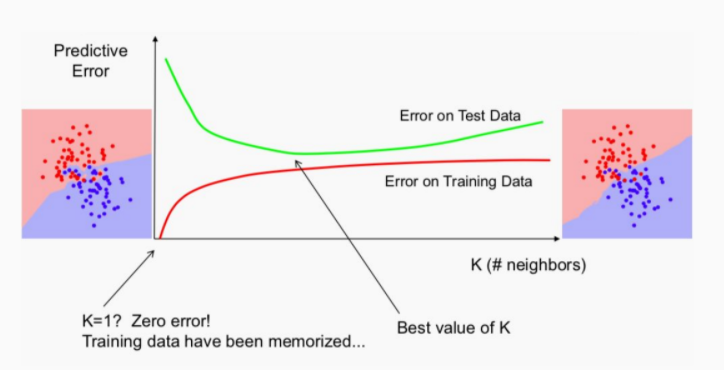 Predictive
Error
Error on Test Data
Error on Training Data
K (# neighbors)
K=1? Zero error!
Training data have been memorized...
Best value of K